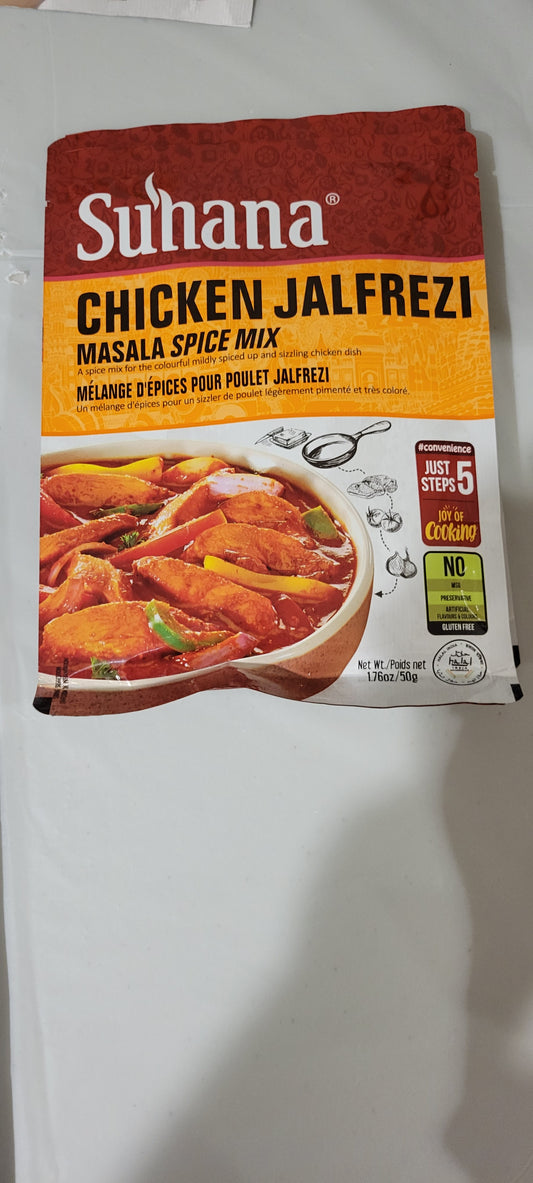 Suhana®
CHICKEN JALFREZI
MASALA SPICE MIX
A spice mix for the colourful mildly spiced up and sizzling chicken dish
MÉLANGE D'ÉPICES POUR POULET JALFREZI
Un mélange d'épices pour un sizzler de poulet légèrement pimenté et très coloré.
#convenience
JUST
STEPS 5
JOY OF
Cooking
NO
MSG
PRESERVATIVE
ARTIFICIAL
FLAVOURS & COLOURS
GLUTEN FREE
halal
INDIA
Net Wt./Poids net
1.76oz/50g